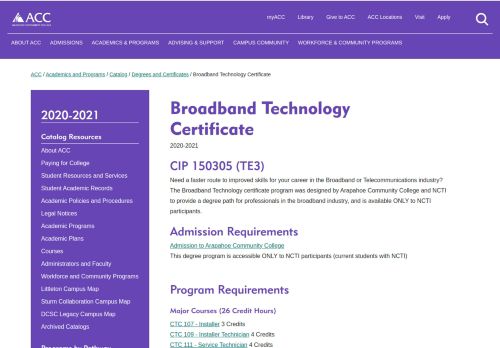 ACC
myACC Library Give to ACC ACC Locations Visit Apply
ABOUT ACC ADMISSIONS ACADEMICS & PROGRAMS ADVISING & SUPPORT CAMPUS COMMUNITY WORKFORCE & COMMUNITY PROGRAMS
ACC / Academics and Programs / Catalog / Degrees and Certificates / Broadband Technology Certificate
2020-2021
Catalog Resources
About ACC
Paying for College
Student Resources and Services
Student Academic Records
Academic Policies and Procedures
Legal Notices
Academic Programs
Academic Plans
Courses
Administrators and Faculty
Workforce and Community Programs
Littleton Campus Map
Sturm Collaboration Campus Map
DCSC Legacy Campus Map
Archived Catalogs
Programs by Pathway
Broadband Technology
Certificate
2020-2021
CIP 150305 (TE3)
Need a faster route to improved skills for your career in the Broadband or Telecommunications industry?
The Broadband Technology certificate program was designed by Arapahoe Community College and NCTI
to provide a degree path for professionals in the broadband industry, and is available ONLY to NCTI
participants.
Admission Requirements
Admission to Arapahoe Community College
This degree program is accessible ONLY to NCTI participants (current students with NCTI)
Program Requirements
Major Courses (26 Credit Hours)
CTC 107 - Installer 3 Credits
CTC 109 - Installer Technician 4 Credits
CTC 111 - Service Technician 4 Credits